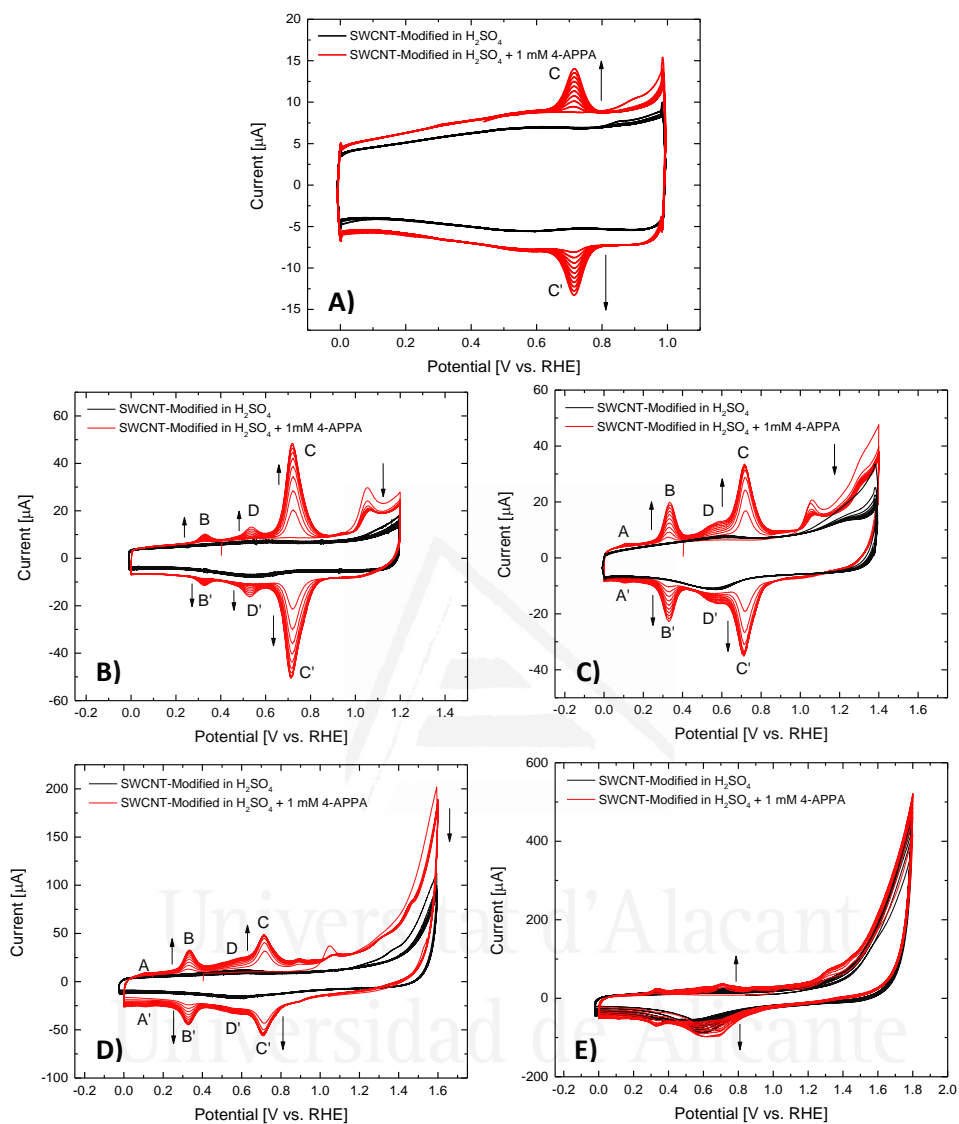 20
15
10
5
0
-5
-10
-15
Current [μA]
SWCNT-Modified in H₂SO₄
SWCNT-Modified in H₂SO₄ + 1 mM 4-APPA
C
C'
A)
0.0 0.2 0.4 0.6 0.8 1.0
Potential [V vs. RHE]
60
40
20
0
-20
-40
-60
Current [μA]
SWCNT-Modified in H₂SO₄
SWCNT-Modified in H₂SO₄ + 1mM 4-APPA
C
B
D
B'
D'
C'
B)
-0.2 0.0 0.2 0.4 0.6 0.8 1.0 1.2 1.4
Potential [V vs. RHE]
60
40
20
0
-20
-40
Current [μA]
SWCNT-Modified in H₂SO₄
SWCNT-Modified in H₂SO₄ + 1mM 4-APPA
C
B
D
A
A'
B'
D'
C'
C)
-0.2 0.0 0.2 0.4 0.6 0.8 1.0 1.2 1.4 1.6
Potential [V vs. RHE]
200
150
100
50
0
-50
-100
Current [μA]
SWCNT-Modified in H₂SO₄
SWCNT-Modified in H₂SO₄ + 1 mM 4-APPA
C
B
D
A
A'
B'
D'
C'
D)
-0.2 0.0 0.2 0.4 0.6 0.8 1.0 1.2 1.4 1.6
Potential [V vs. RHE]
600
400
200
0
-200
Current [μA]
SWCNT-Modified in H₂SO₄
SWCNT-Modified in H₂SO₄ + 1 mM 4-APPA
E)
-0.2 0.0 0.2 0.4 0.6 0.8 1.0 1.2 1.4 1.6 1.8 2.0
Potential [V vs. RHE]
Universitat d'Alacant
Universidad de Alicante